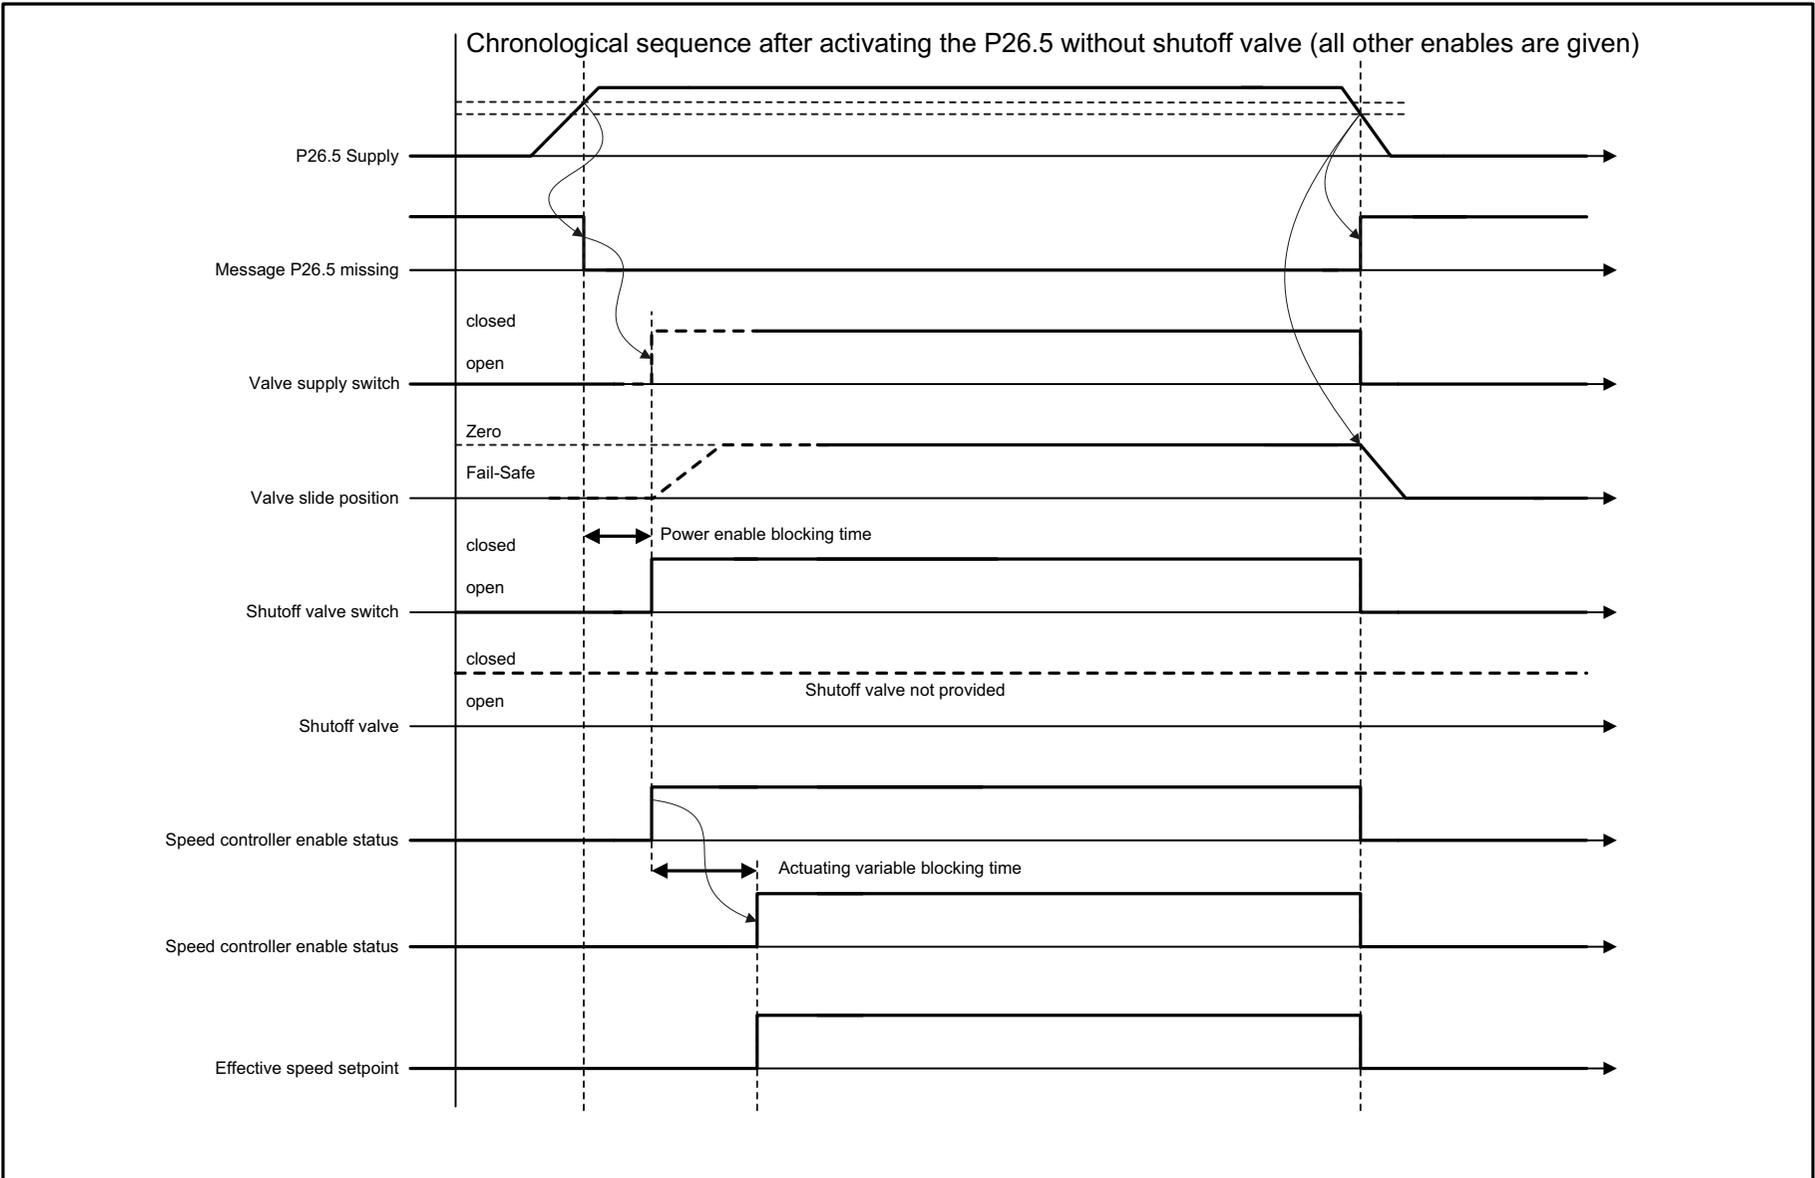 Chronological sequence after activating the P26.5 without shutoff valve (all other enables are given)
P26.5 Supply
Message P26.5 missing
closed
open
Valve supply switch
Zero
Fail-Safe
Valve slide position
Power enable blocking time
closed
open
Shutoff valve switch
closed
Shutoff valve not provided
open
Shutoff valve
Speed controller enable status
Actuating variable blocking time
Speed controller enable status
Effective speed setpoint